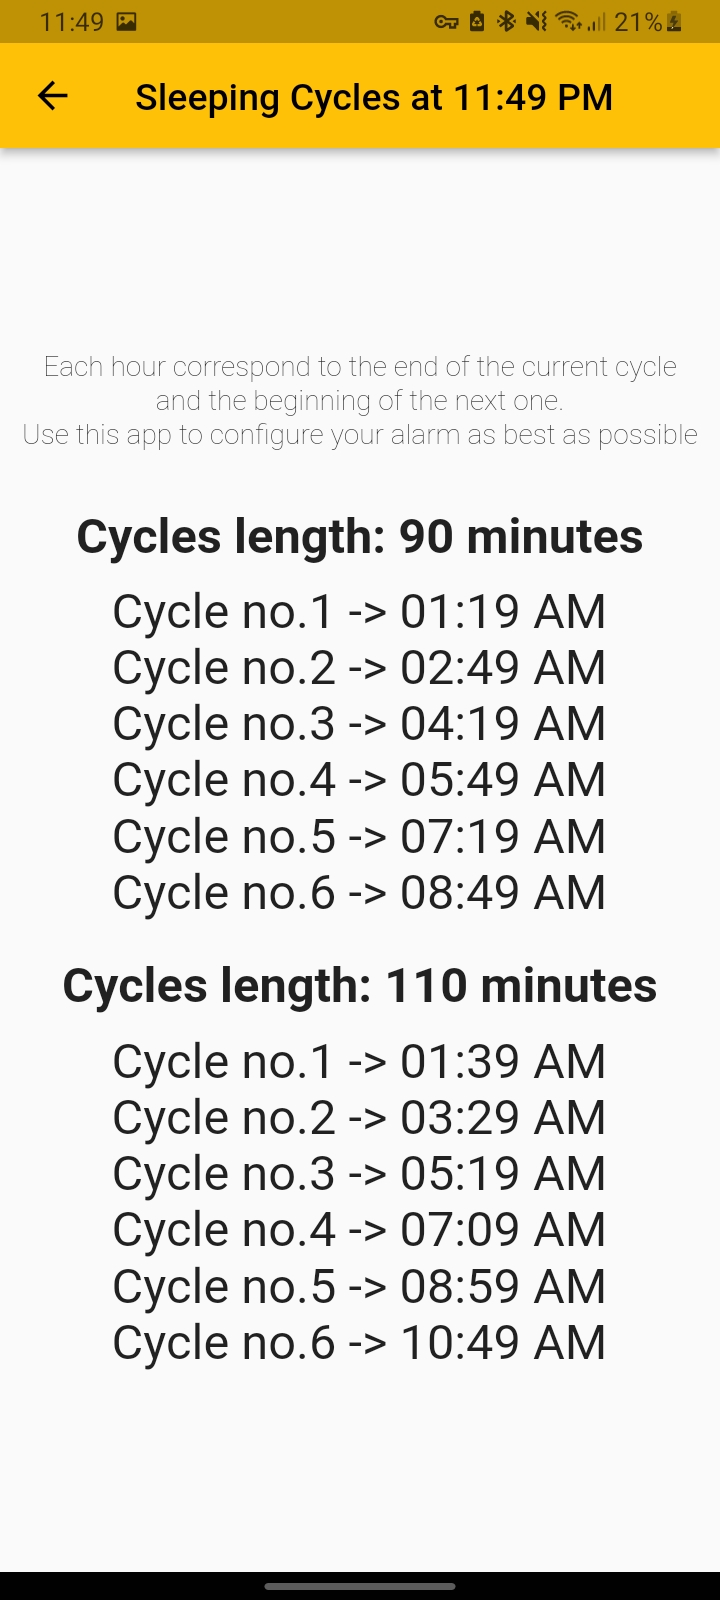 11:49 21%
Sleeping Cycles at 11:49 PM
Each hour correspond to the end of the current cycle
and the beginning of the next one.
Use this app to configure your alarm as best as possible
Cycles length: 90 minutes
Cycle no.1 -> 01:19 AM
Cycle no.2 -> 02:49 AM
Cycle no.3 -> 04:19 AM
Cycle no.4 -> 05:49 AM
Cycle no.5 -> 07:19 AM
Cycle no.6 -> 08:49 AM
Cycles length: 110 minutes
Cycle no.1 -> 01:39 AM
Cycle no.2 -> 03:29 AM
Cycle no.3 -> 05:19 AM
Cycle no.4 -> 07:09 AM
Cycle no.5 -> 08:59 AM
Cycle no.6 -> 10:49 AM